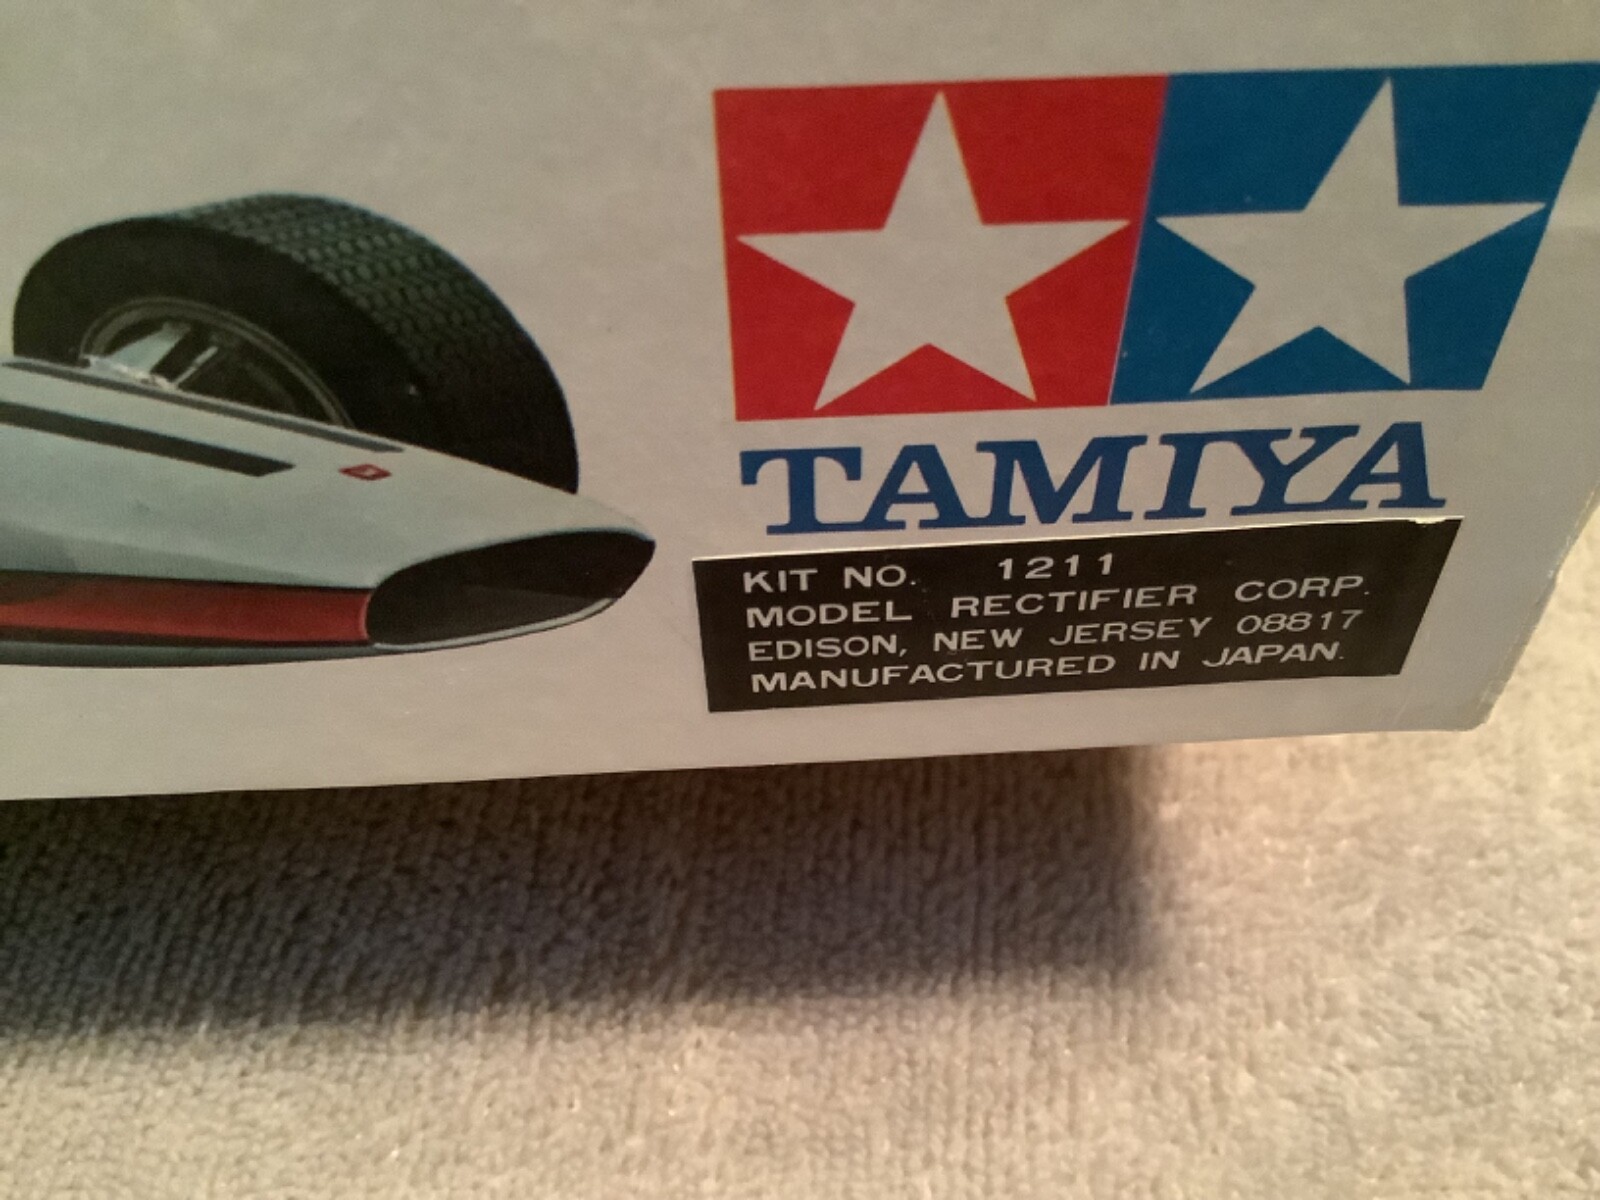 TAMIYA
KIT NO. 1211
MODEL RECTIFIER CORP.
EDISON, NEW JERSEY 08817
MANUFACTURED IN JAPAN.